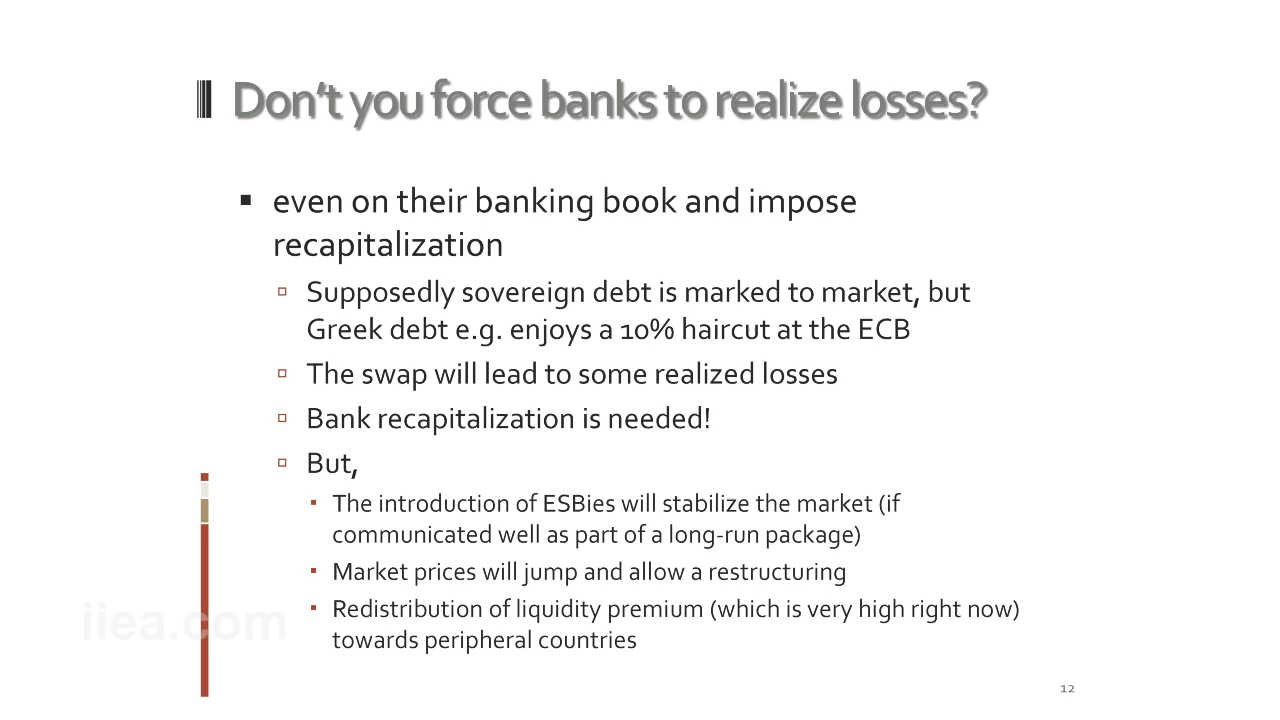 Don't you force banks to realize losses?
even on their banking book and impose
recapitalization
Supposedly sovereign debt is marked to market, but
Greek debt e.g. enjoys a 10% haircut at the ECB
The swap will lead to some realized losses
Bank recapitalization is needed!
But,
The introduction of ESBies will stabilize the market (if
communicated well as part of a long-run package)
Market prices will jump and allow a restructuring
Redistribution of liquidity premium (which is very high right now)
towards peripheral countries
iiea.com
12